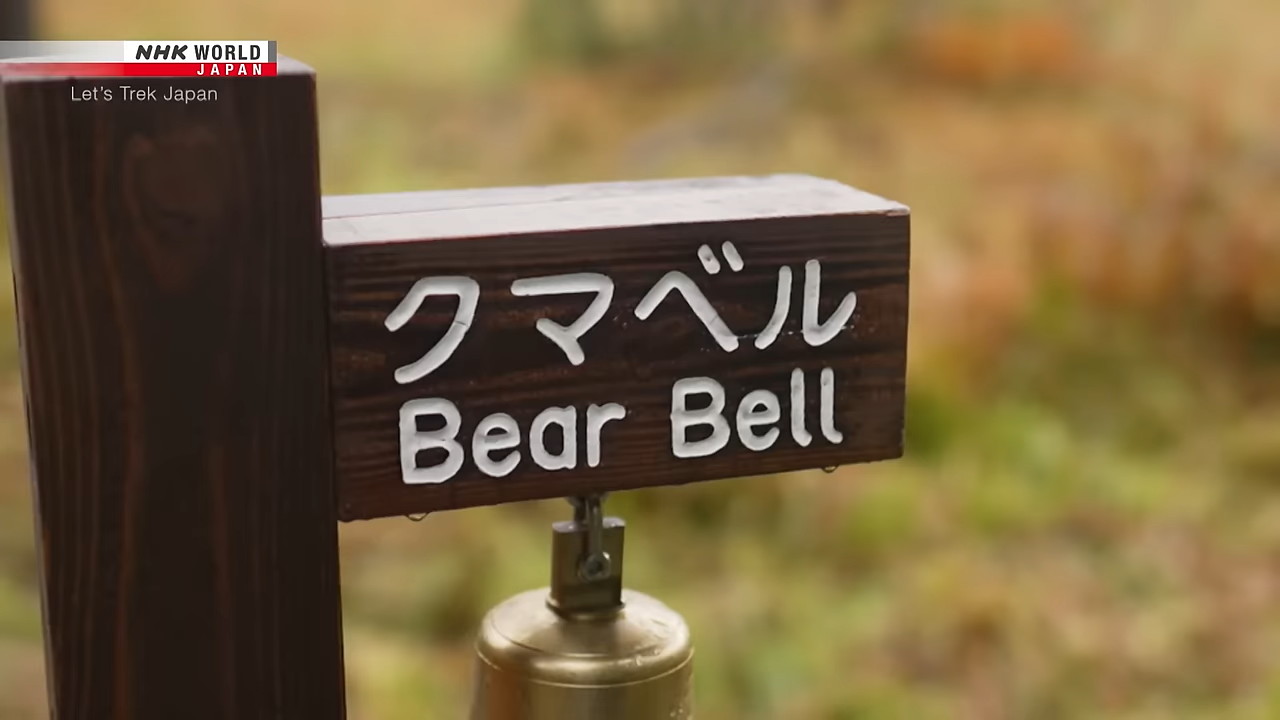 NHK WORLD
JAPAN
Let's Trek Japan
クマベル
Bear Bell